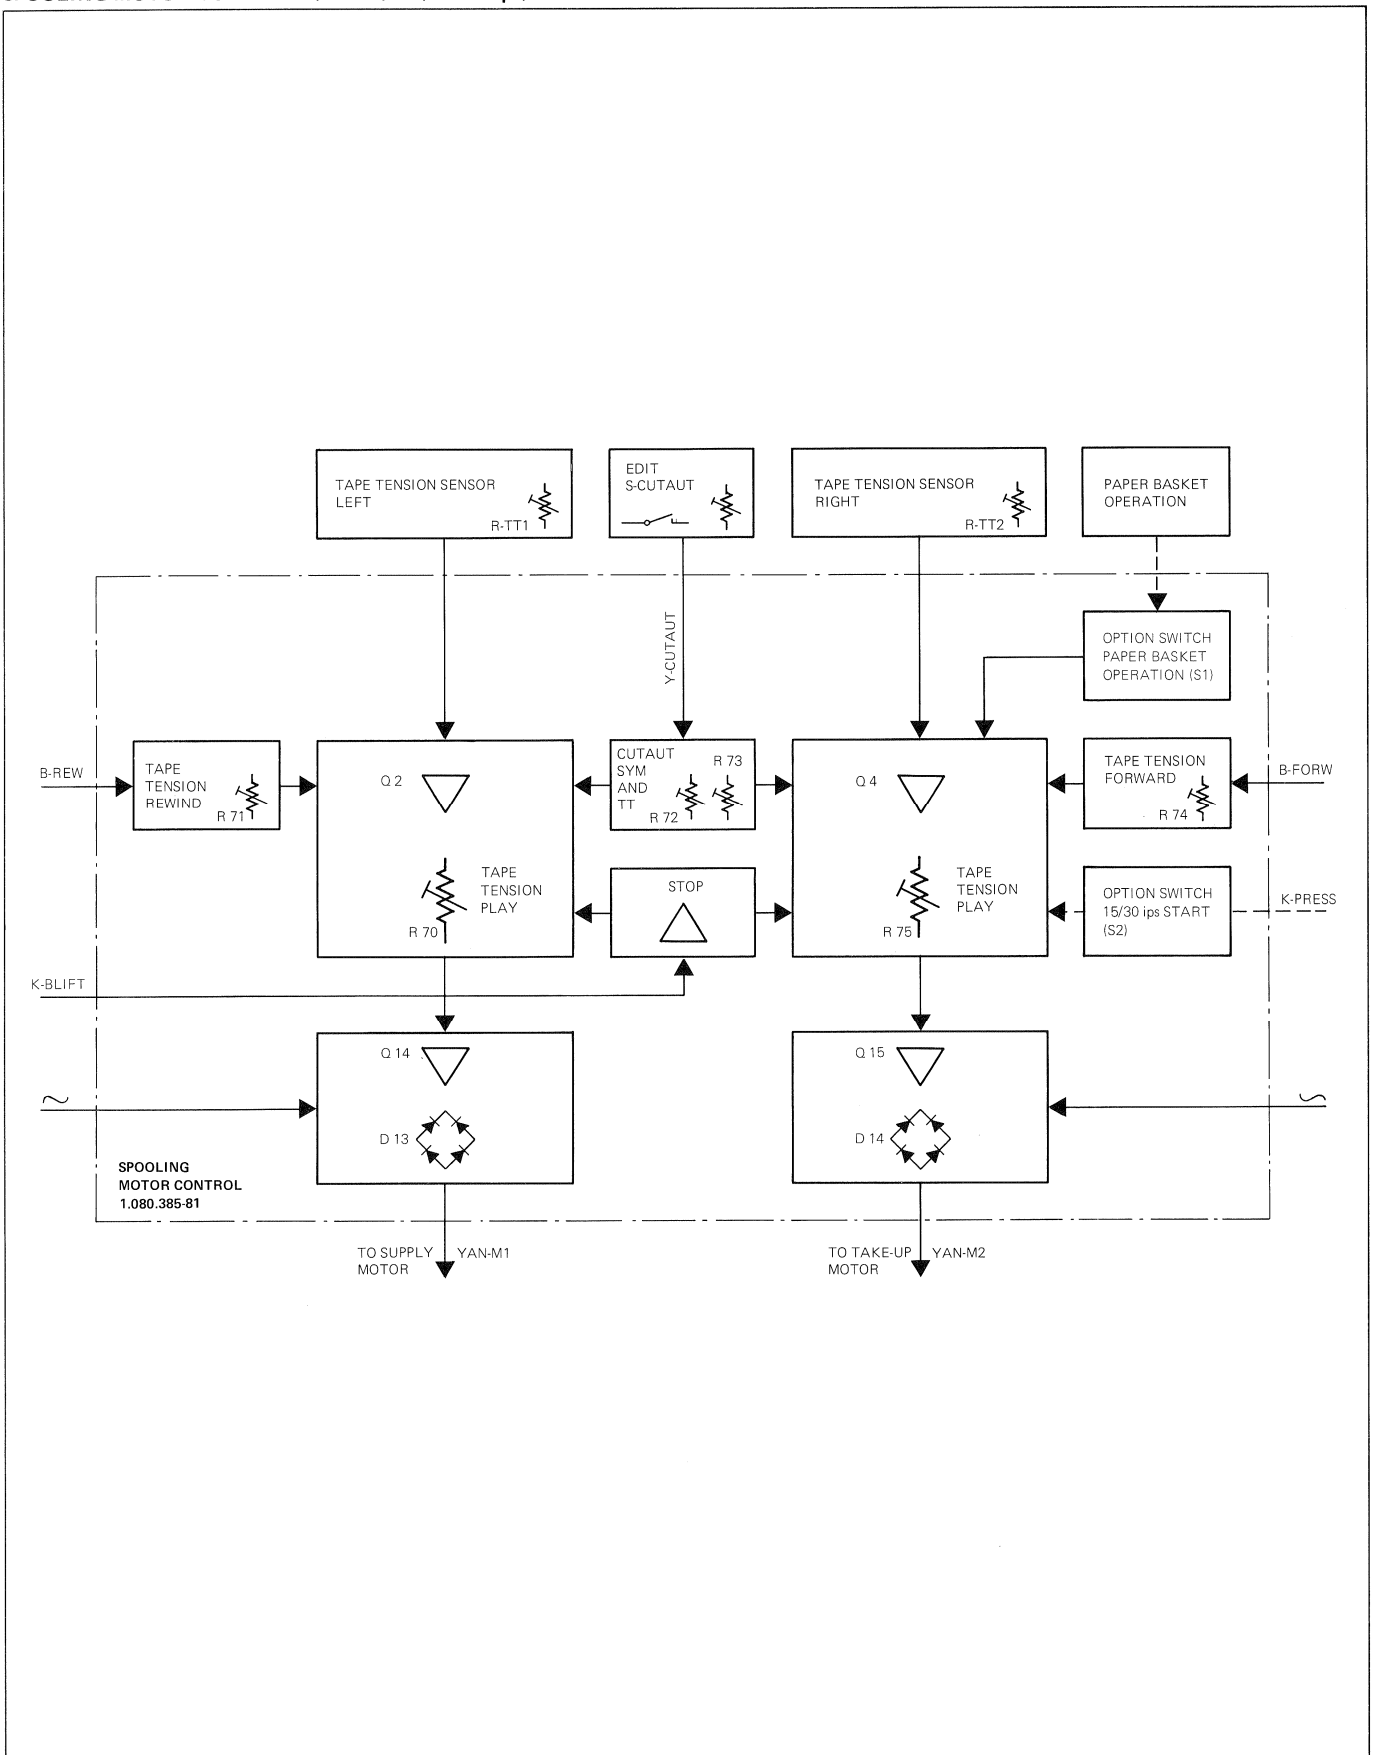 TAPE TENSION SENSOR
LEFT
R-TT1
EDIT
S-CUTAUT
TAPE TENSION SENSOR
RIGHT
R-TT2
PAPER BASKET
OPERATION
Y-CUTAUT
OPTION SWITCH
PAPER BASKET
OPERATION (S1)
B-REW
TAPE
TENSION
REWIND
R 71
Q 2
TAPE
TENSION
PLAY
R 70
CUTAUT
SYM
AND
TT
R 73
R 72
STOP
Q 4
TAPE
TENSION
PLAY
R 75
TAPE TENSION
FORWARD
R 74
B-FORW
OPTION SWITCH
15/30 ips START
(S2)
K-PRESS
K-BLIFT
Q 14
D 13
Q 15
D 14
SPOOLING
MOTOR CONTROL
1.080.385-81
TO SUPPLY
MOTOR
YAN-M1
TO TAKE-UP
MOTOR
YAN-M2